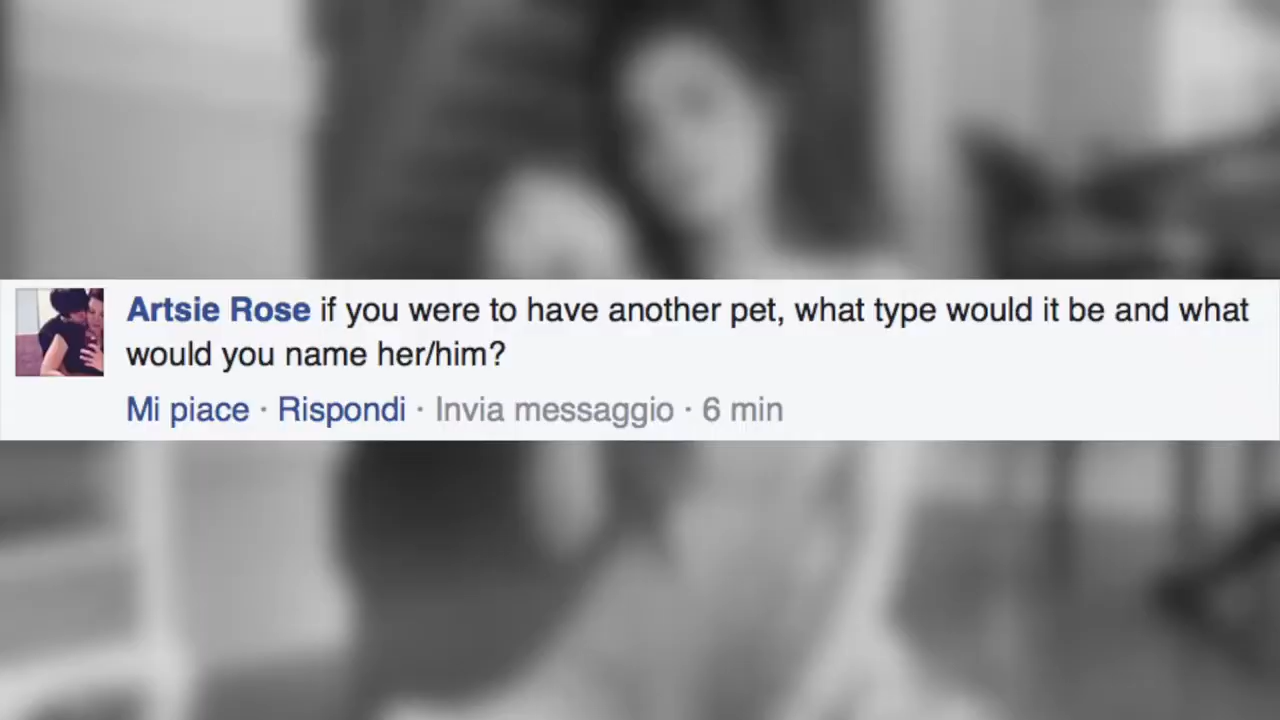 Artsie Rose if you were to have another pet, what type would it be and what
would you name her/him?
Mi piace · Rispondi · Invia messaggio · 6 min